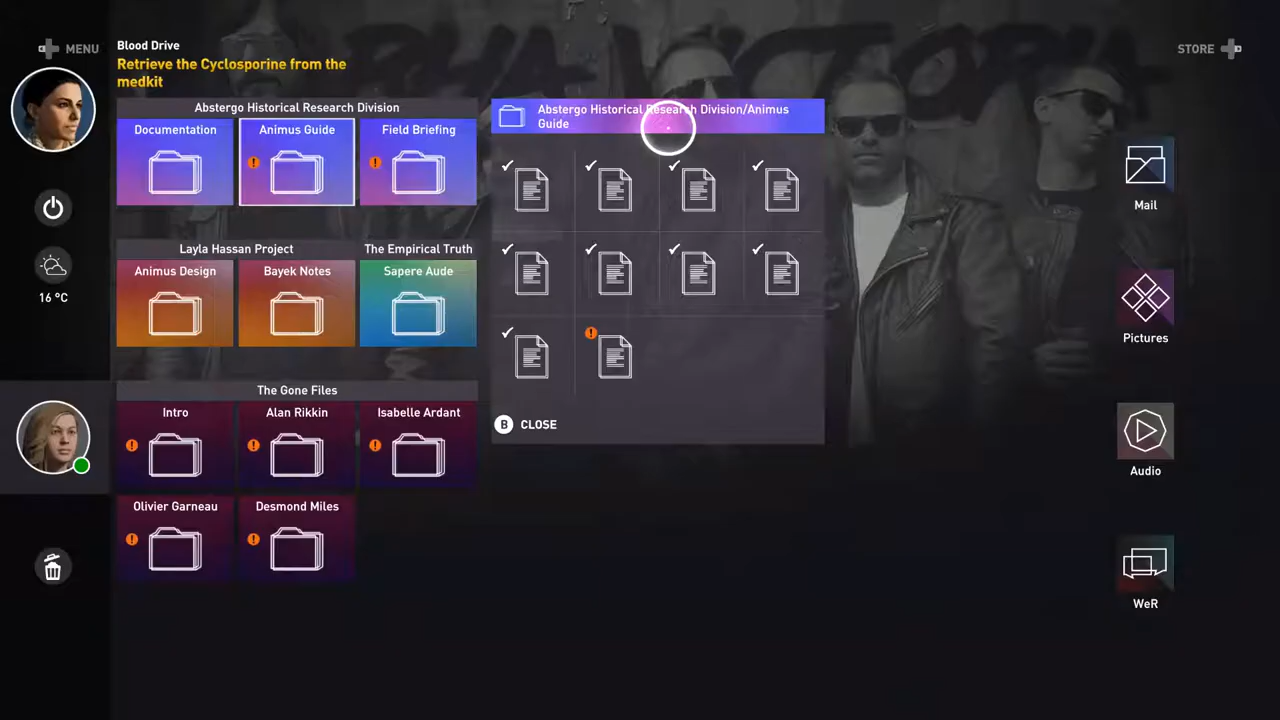 MENU
STORE
Blood Drive
Retrieve the Cyclosporine from the
medkit
Abstergo Historical Research Division
Documentation
Animus Guide
Field Briefing
Layla Hassan Project
The Empirical Truth
Animus Design
Bayek Notes
Sapere Aude
The Gone Files
Intro
Alan Rikkin
Isabelle Ardant
Olivier Garneau
Desmond Miles
16 °C
Abstergo Historical Research Division/Animus
Guide
B CLOSE
Mail
Pictures
Audio
WeR